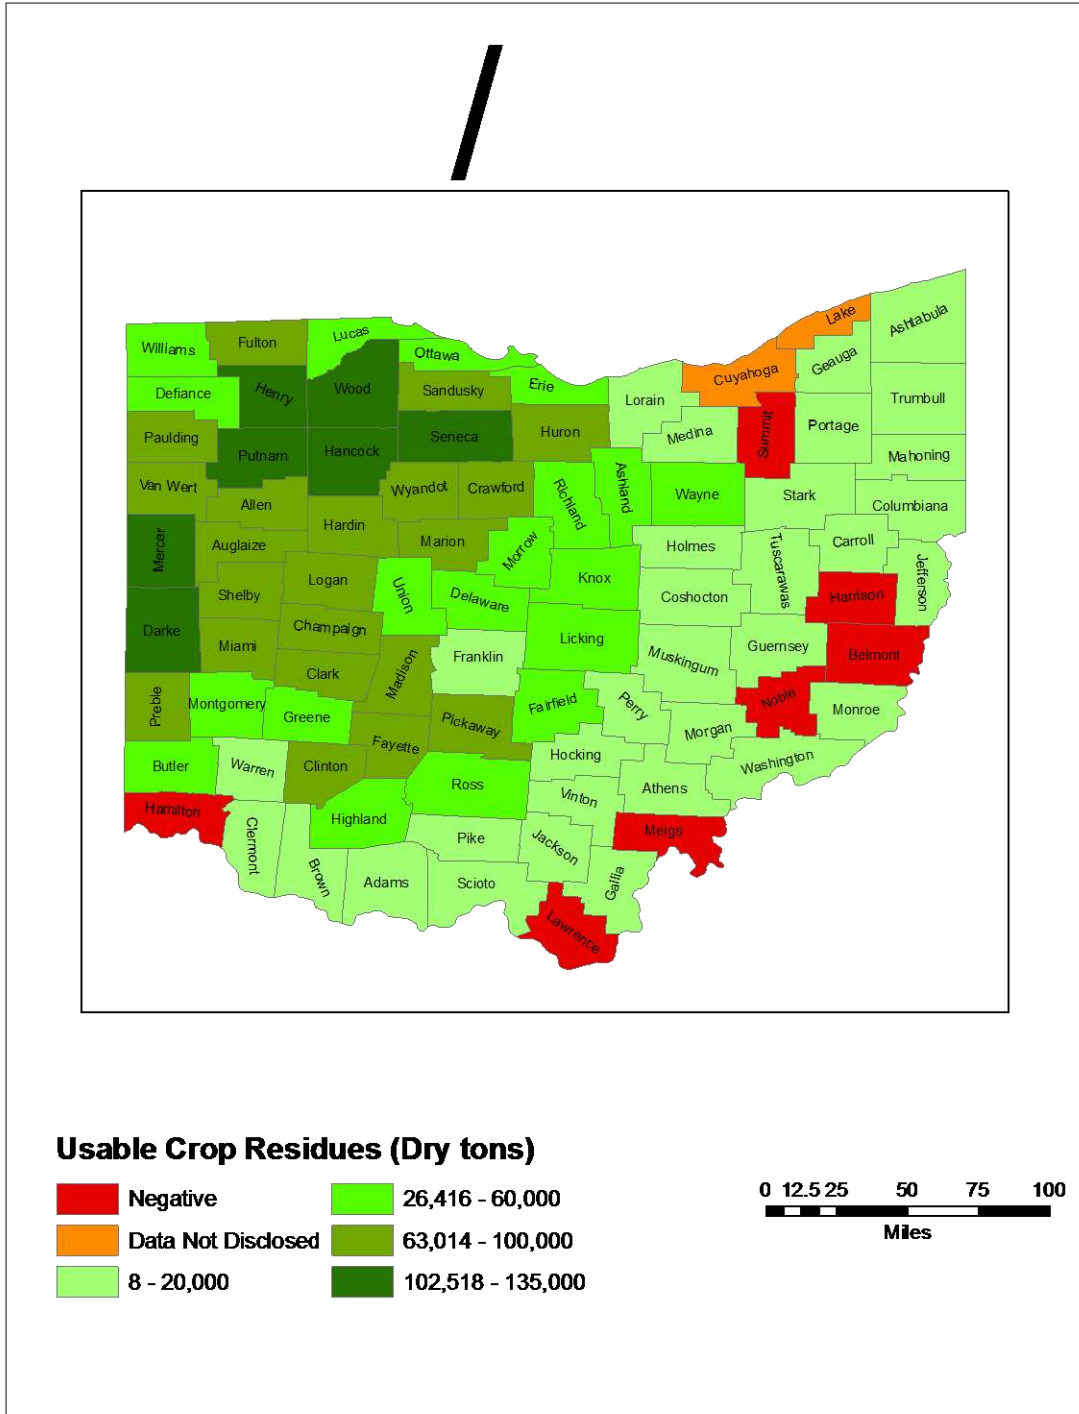 Lake
Ashtabula
Williams
Fulton
Lucas
Ottawa
Geauga
Cuyahoga
Defiance
Henry
Wood
Sandusky
Erie
Lorain
Trumbull
Paulding
Putnam
Hancock
Seneca
Huron
Medina
Summit
Portage
Mahoning
Van Wert
Allen
Wyandot
Crawford
Richland
Ashland
Wayne
Stark
Columbiana
Mercer
Auglaize
Hardin
Marion
Morrow
Holmes
Tuscarawas
Carroll
Jefferson
Shelby
Logan
Union
Delaware
Knox
Coshocton
Harrison
Darke
Miami
Champaign
Licking
Guernsey
Belmont
Franklin
Muskingum
Clark
Madison
Preble
Montgomery
Greene
Pickaway
Fairfield
Perry
Noble
Monroe
Morgan
Fayette
Butler
Warren
Clinton
Ross
Hocking
Washington
Vinton
Athens
Hamilton
Highland
Meigs
Clermont
Pike
Jackson
Brown
Adams
Scioto
Gallia
Lawrence
Usable Crop Residues (Dry tons)
Negative
Data Not Disclosed
8 - 20,000
26,416 - 60,000
63,014 - 100,000
102,518 - 135,000
0 12.5 25 50 75 100
Miles